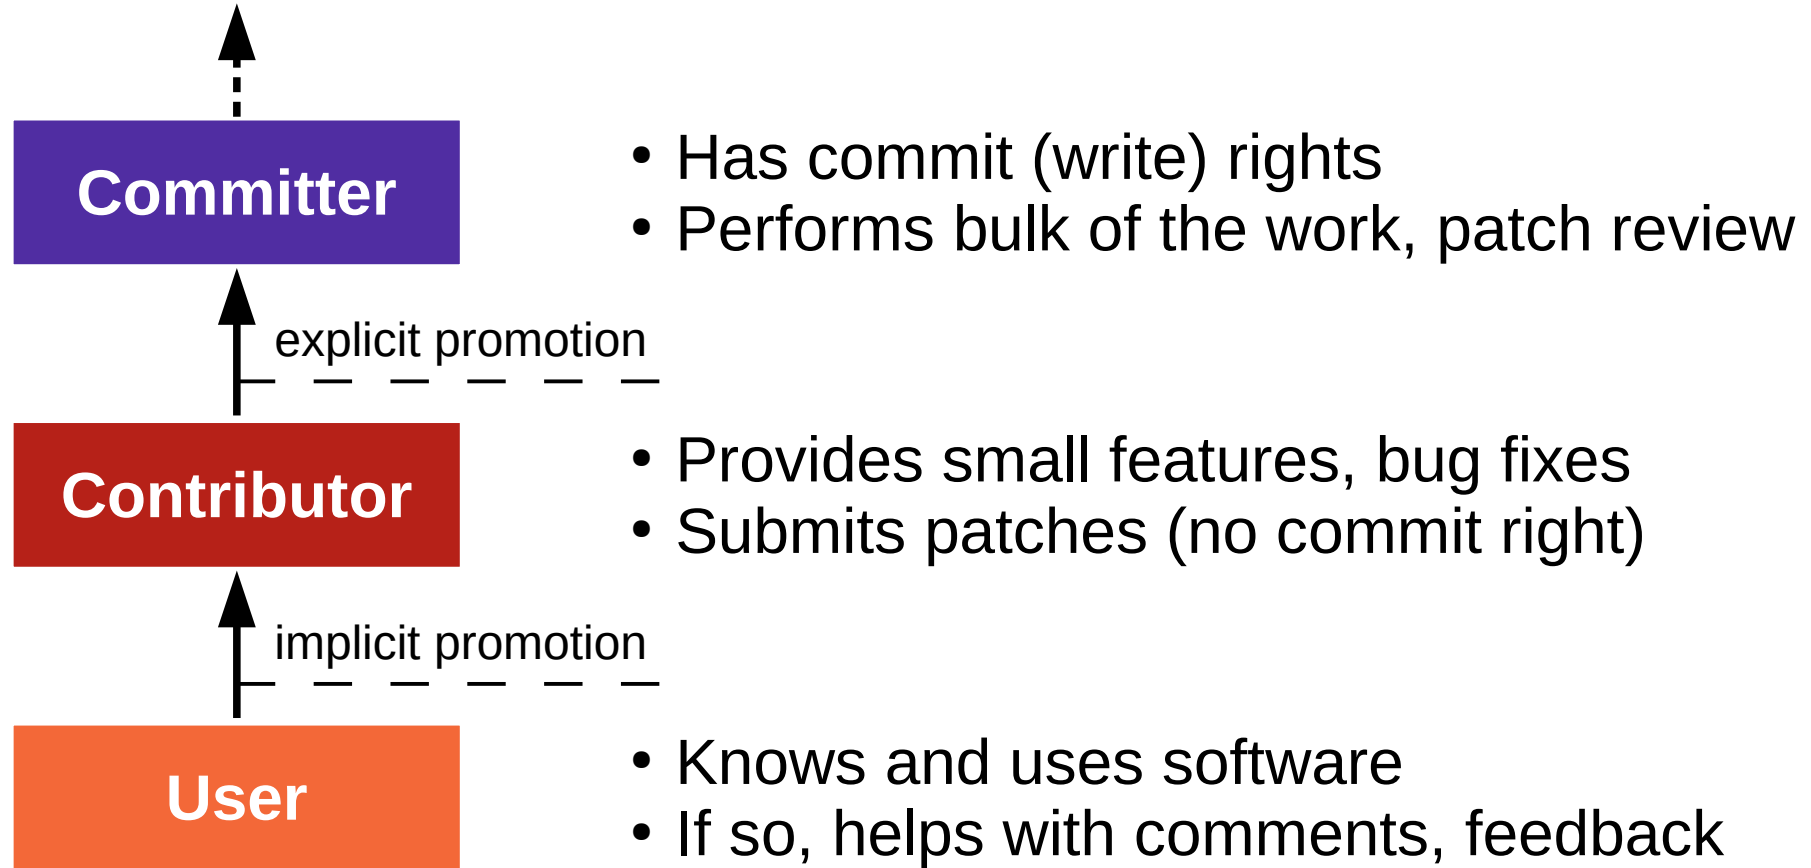 Committer
• Has commit (write) rights
• Performs bulk of the work, patch review
explicit promotion
Contributor
• Provides small features, bug fixes
• Submits patches (no commit right)
implicit promotion
User
• Knows and uses software
• If so, helps with comments, feedback